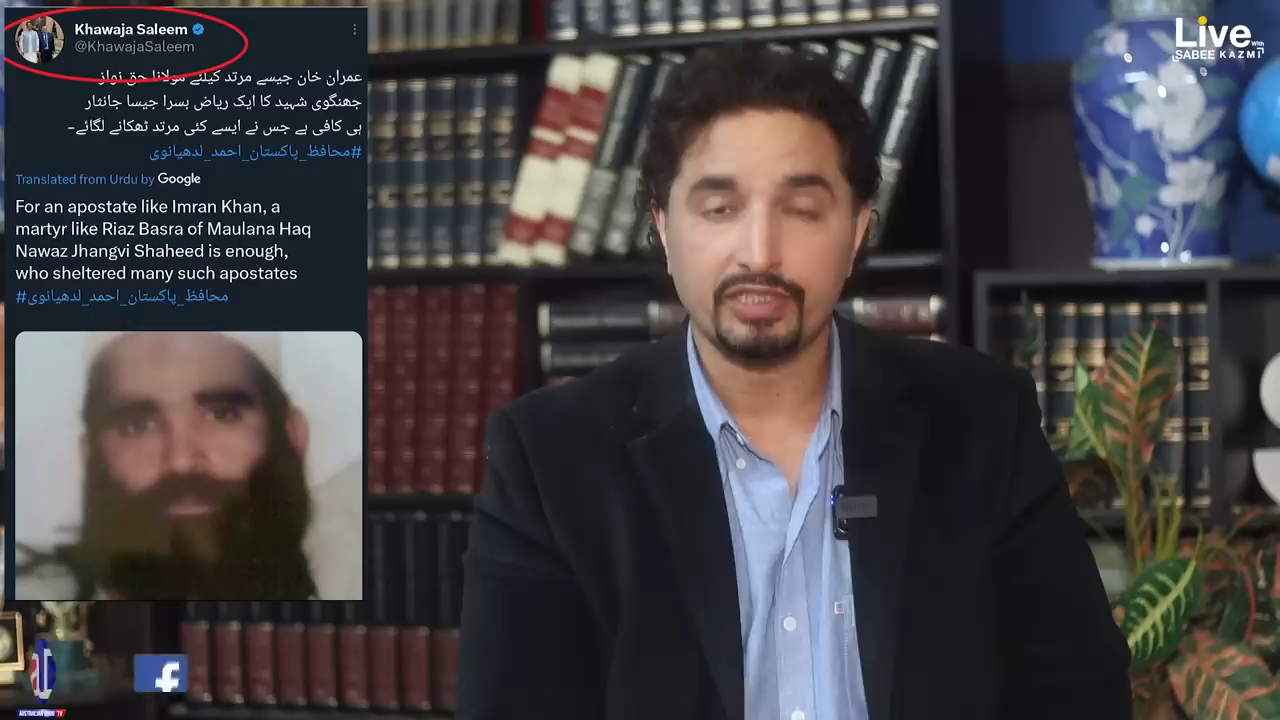 Khawaja Saleem
@KhawajaSaleem
عمران خان جیسے مرتد کیلئے مولانا حق نواز
جھنگوی شہید کا ایک ریاض بسرا جیسا جانثار
ہی کافی ہے جس نے ایسے کئی مرتد ٹھکانے لگائے۔
#محافظ_پاکستان_احمد_لدھیانوی
Translated from Urdu by Google
For an apostate like Imran Khan, a
martyr like Riaz Basra of Maulana Haq
Nawaz Jhangvi Shaheed is enough,
who sheltered many such apostates
#محافظ_پاکستان_احمد_لدھیانوی
Live With
SABEE KAZMI
f